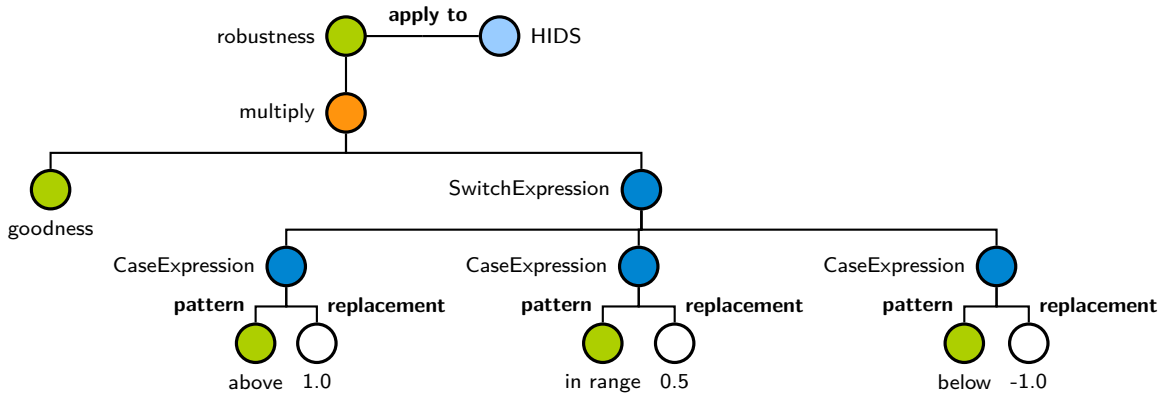 apply to
robustness
HIDS
multiply
SwitchExpression
goodness
CaseExpression
CaseExpression
CaseExpression
pattern
replacement
pattern
replacement
pattern
replacement
above
1.0
in range
0.5
below
-1.0